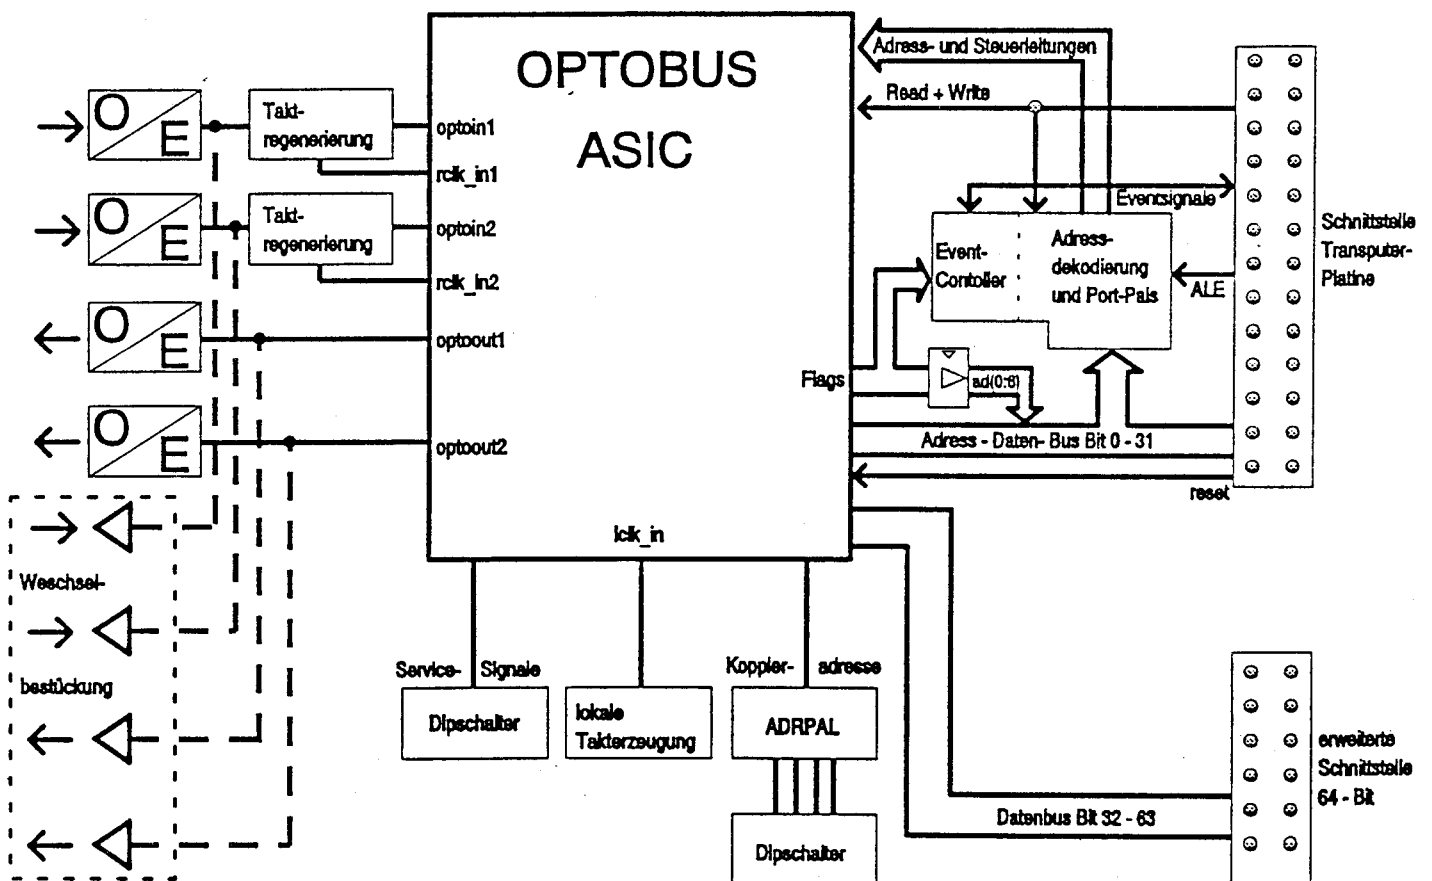 OPTOBUS
ASIC
O
E
Takt-
regenerierung
optoin1
rclk_in1
O
E
Takt-
regenerierung
optoin2
rclk_in2
O
E
optoout1
O
E
optoout2
Weschsel-
bestückung
lclk_in
Flags
Adress- und Steuerleitungen
Read + Write
Eventsignale
Event-
Contoller
Adress-
dekodierung
und Port-Pals
ALE
Schnittstelle
Transputer-
Platine
ad(0:6)
Adress - Daten- Bus Bit 0 - 31
reset
Service- Signale
Dipschalter
lokale
Takterzeugung
Koppler- adresse
ADRPAL
Dipschalter
Datenbus Bit 32 - 63
erweiterte
Schnittstelle
64 - Bit